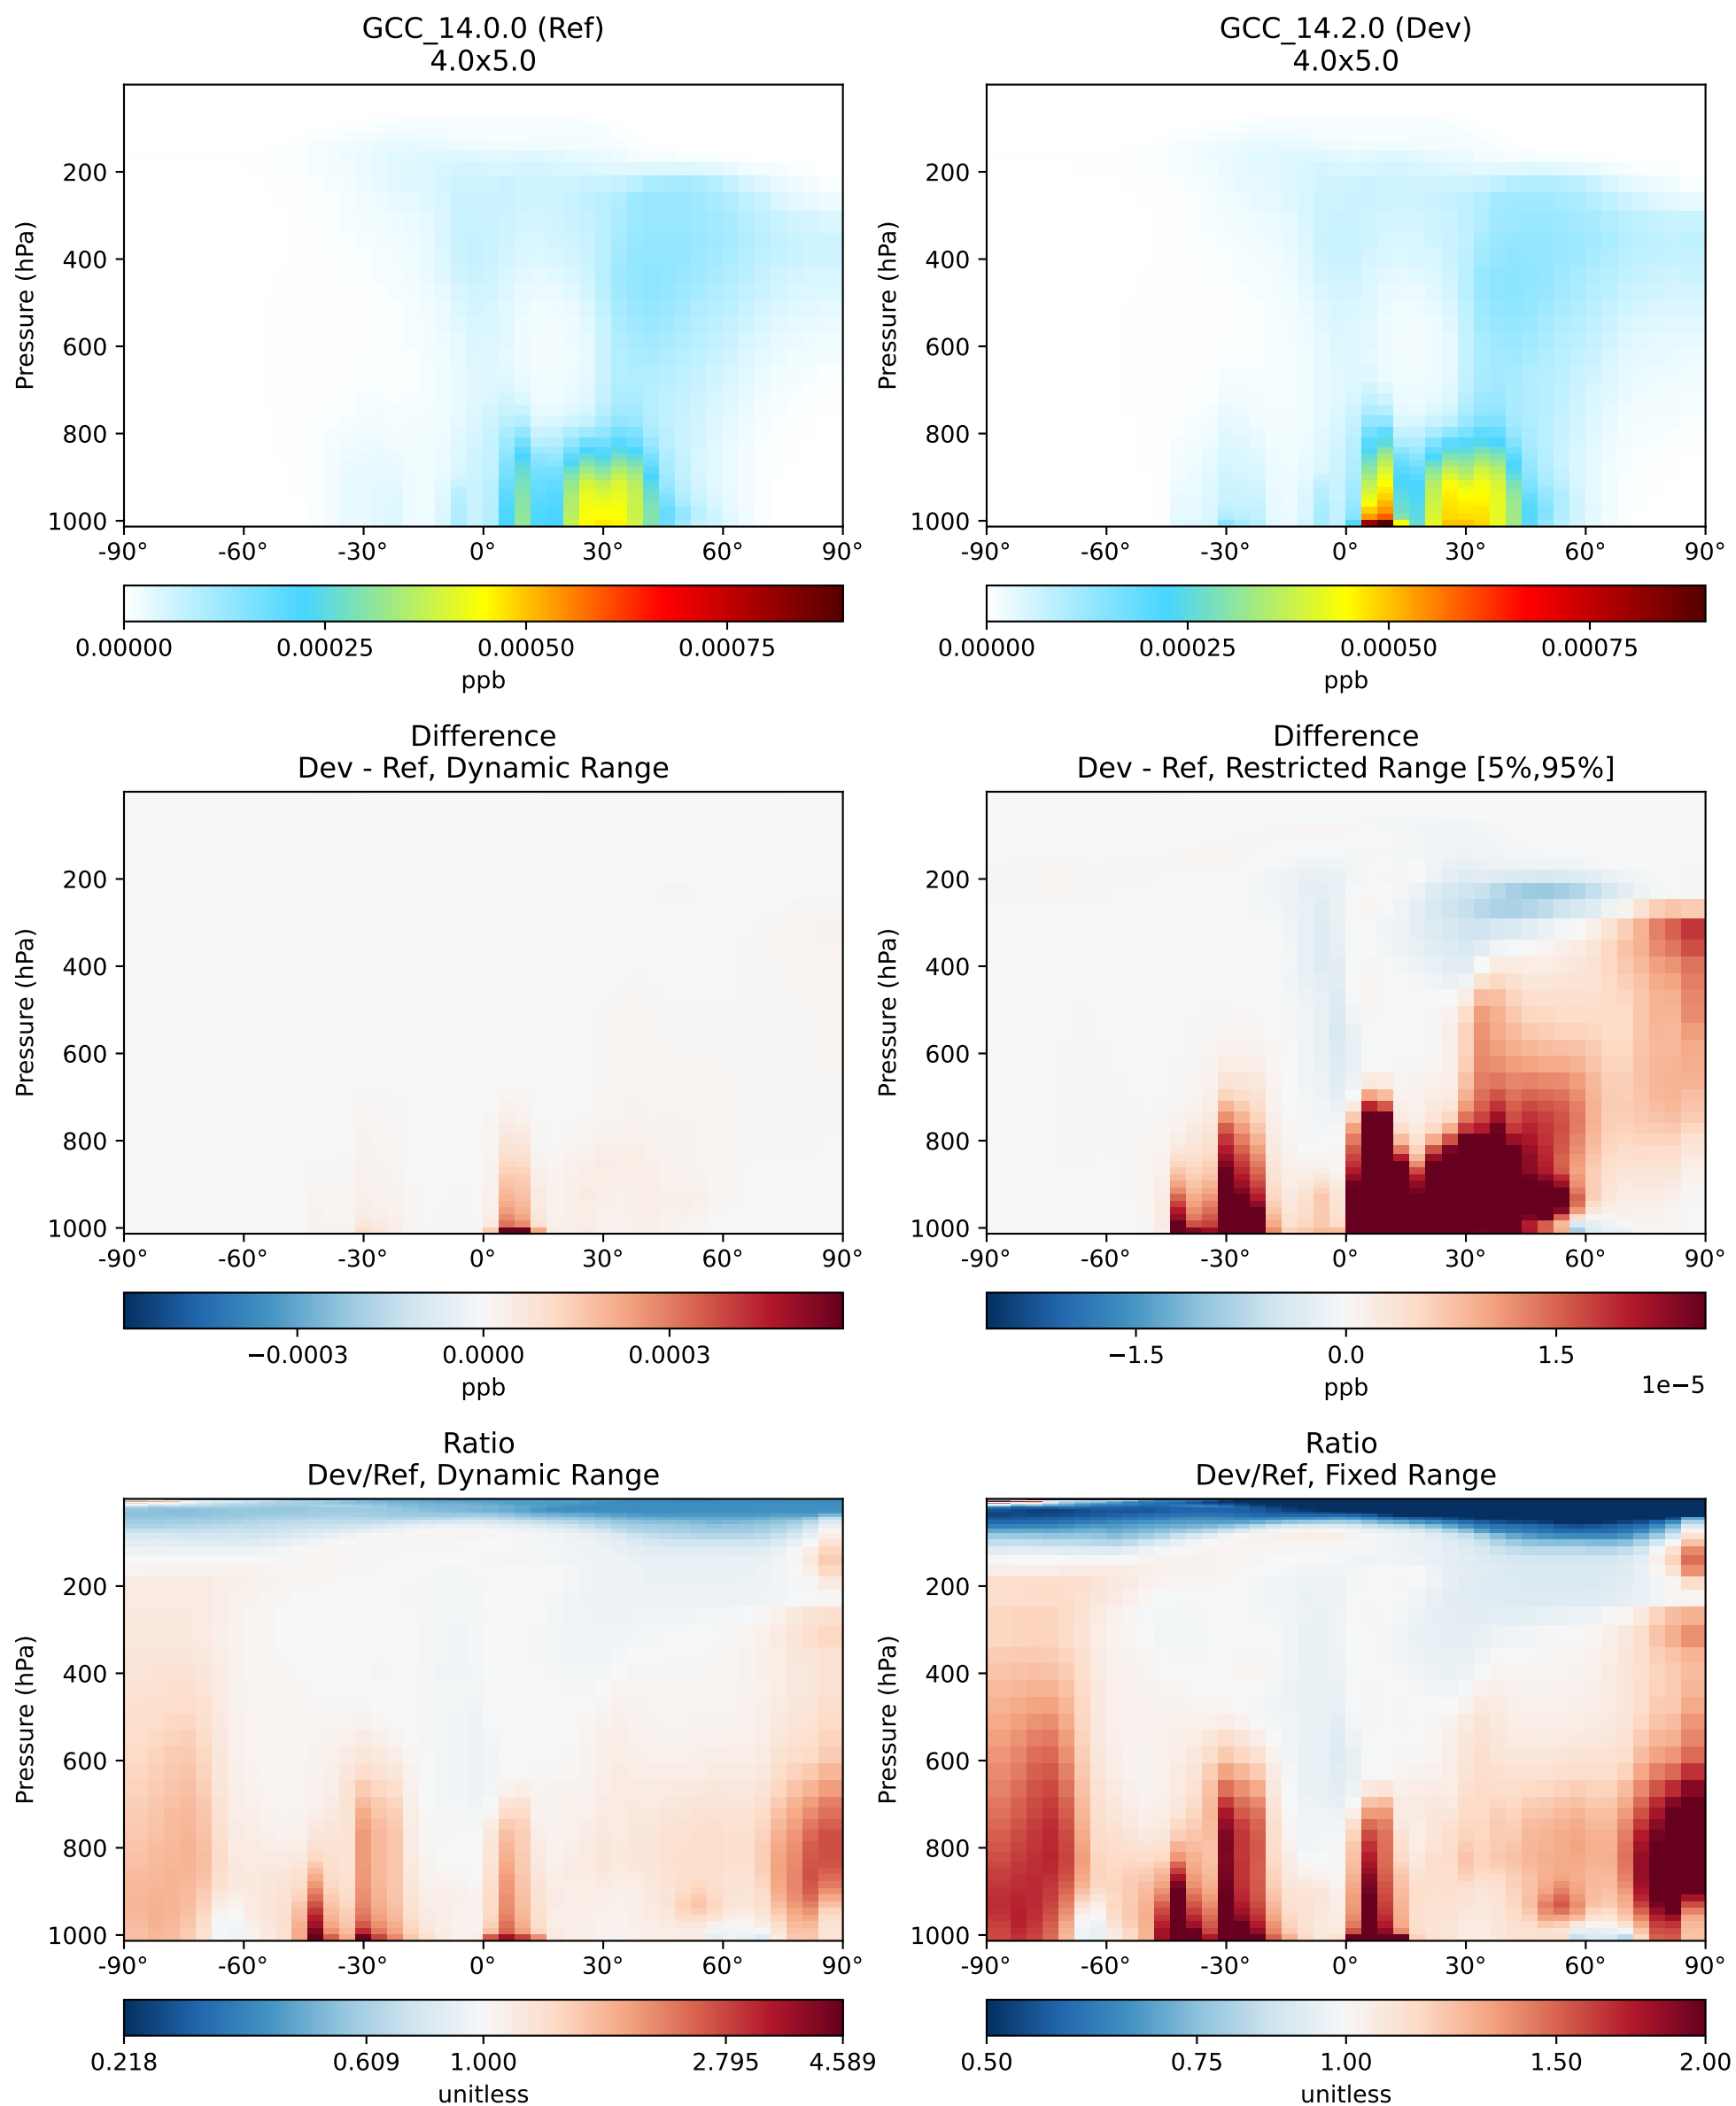 GCC_14.0.0 (Ref)
4.0x5.0
GCC_14.2.0 (Dev)
4.0x5.0
Pressure (hPa)
200
400
600
800
1000
-90° -60° -30° 0° 30° 60° 90°
0.00000 0.00025 0.00050 0.00075
ppb
Pressure (hPa)
200
400
600
800
1000
-90° -60° -30° 0° 30° 60° 90°
0.00000 0.00025 0.00050 0.00075
ppb
Difference
Dev - Ref, Dynamic Range
Pressure (hPa)
200
400
600
800
1000
-90° -60° -30° 0° 30° 60° 90°
−0.0003 0.0000 0.0003
ppb
Difference
Dev - Ref, Restricted Range [5%,95%]
Pressure (hPa)
200
400
600
800
1000
-90° -60° -30° 0° 30° 60° 90°
−1.5 0.0 1.5
ppb
1e−5
Ratio
Dev/Ref, Dynamic Range
Pressure (hPa)
200
400
600
800
1000
-90° -60° -30° 0° 30° 60° 90°
0.218 0.609 1.000 2.795 4.589
unitless
Ratio
Dev/Ref, Fixed Range
Pressure (hPa)
200
400
600
800
1000
-90° -60° -30° 0° 30° 60° 90°
0.50 0.75 1.00 1.50 2.00
unitless